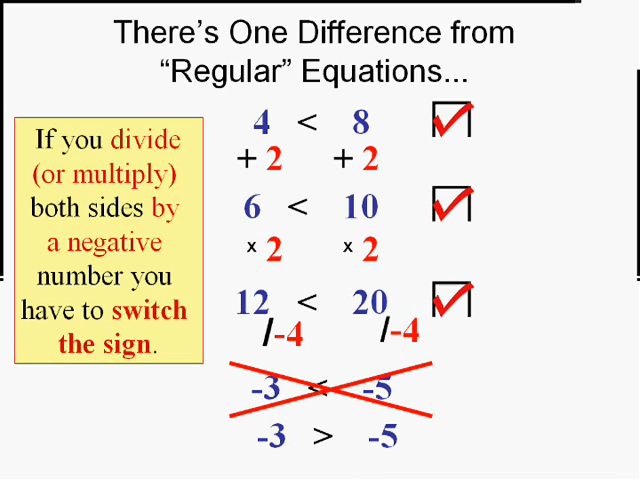 There's One Difference from
“Regular” Equations...
If you divide
(or multiply)
both sides by
a negative
number you
have to switch
the sign.
4 < 8
+ 2 + 2
6 < 10
x 2 x 2
12 < 20
/-4 /-4
-3 < -5
-3 > -5